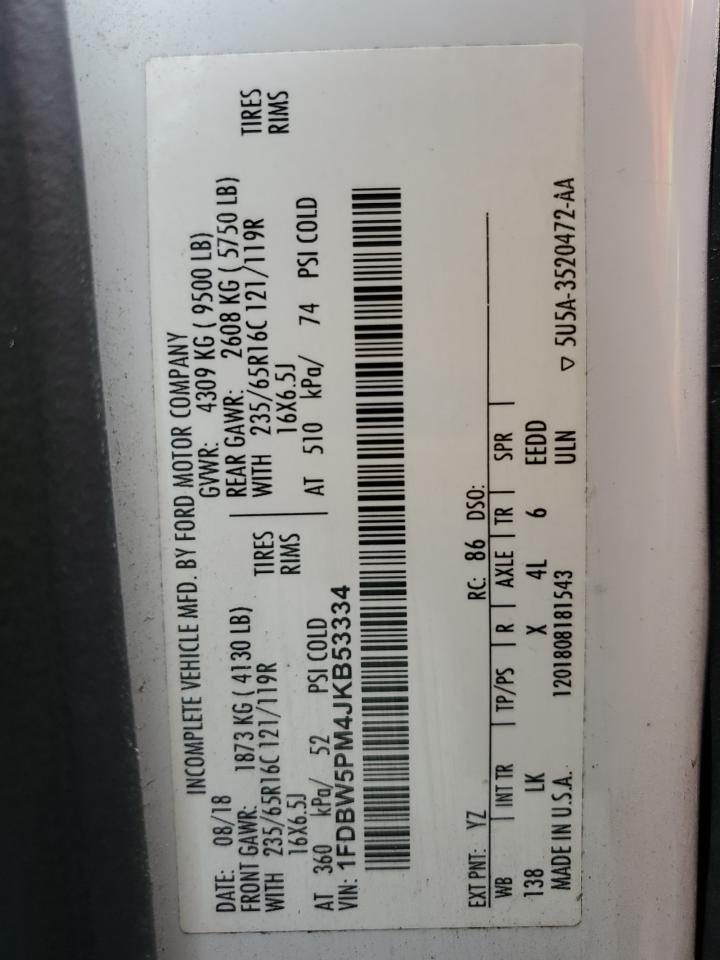 INCOMPLETE VEHICLE MFD. BY FORD MOTOR COMPANY
DATE: 08/18 GVWR: 4309 KG ( 9500 LB)
FRONT GAWR: 1873 KG ( 4130 LB) REAR GAWR: 2608 KG ( 5750 LB)
WITH 235/65R16C 121/119R TIRES WITH 235/65R16C 121/119R TIRES
16X6.5J RIMS 16X6.5J RIMS
AT 360 kPa/ 52 PSI COLD AT 510 kPa/ 74 PSI COLD
VIN: 1FDBW5PM4JKB53334
EXT PNT: YZ RC: 86 DSO:
WB INT TR TP/PS R AXLE TR SPR
138 LK X 4L 6 EEDD
MADE IN U.S.A. 1201808181543 ULN
▽ 5U5A-3520472-AA